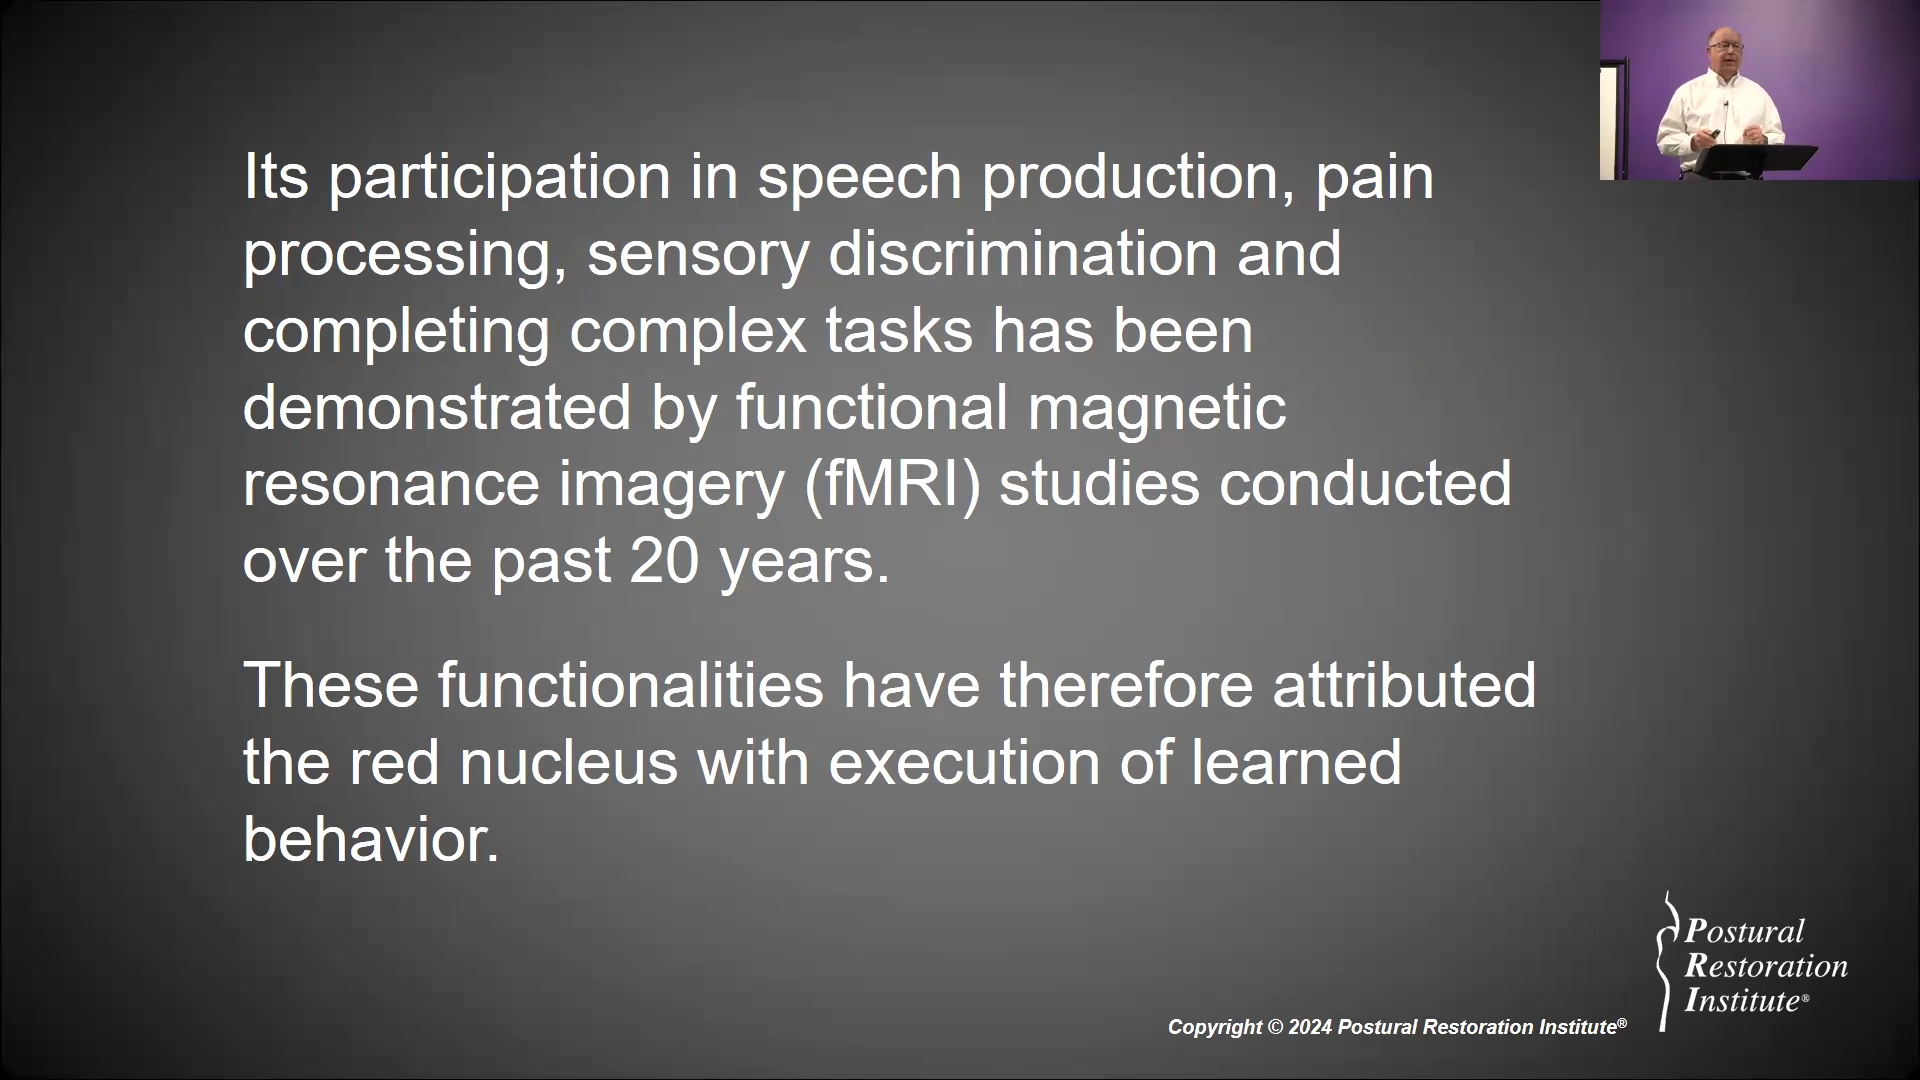 Its participation in speech production, pain
processing, sensory discrimination and
completing complex tasks has been
demonstrated by functional magnetic
resonance imagery (fMRI) studies conducted
over the past 20 years.
These functionalities have therefore attributed
the red nucleus with execution of learned
behavior.
Postural
Restoration
Institute®
Copyright © 2024 Postural Restoration Institute®